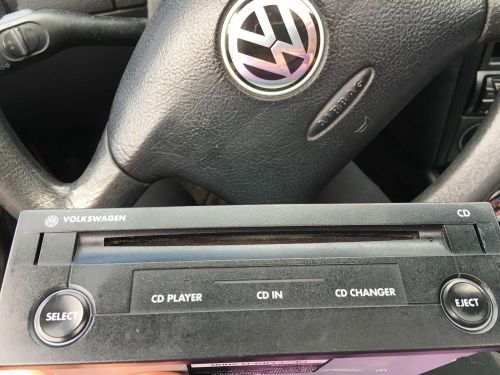 AIRBAG
VOLKSWAGEN CD
CD PLAYER CD IN CD CHANGER
SELECT EJECT